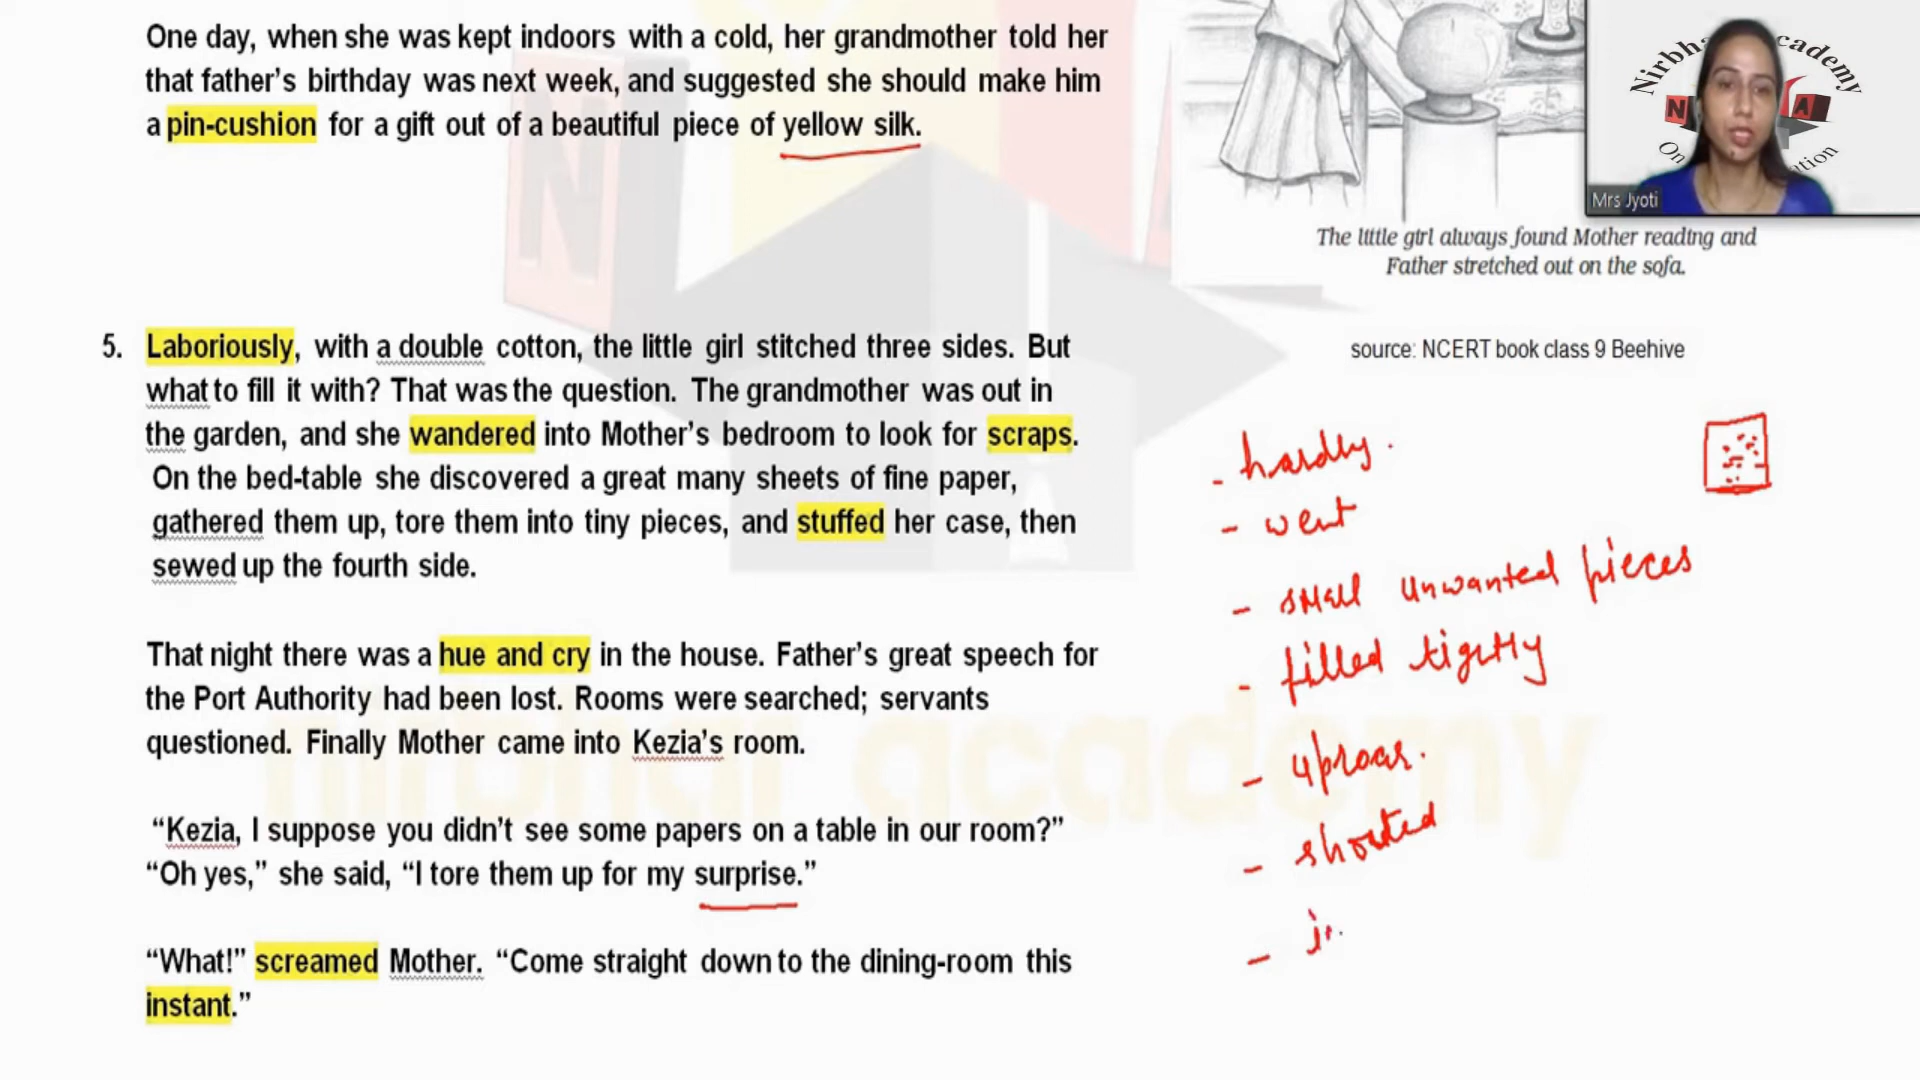 One day, when she was kept indoors with a cold, her grandmother told her
that father's birthday was next week, and suggested she should make him
a pin-cushion for a gift out of a beautiful piece of yellow silk.
Nirbha cademy
N A
On tion
Mrs Jyoti
The little girl always found Mother reading and
Father stretched out on the sofa.
source: NCERT book class 9 Beehive
5. Laboriously, with a double cotton, the little girl stitched three sides. But
what to fill it with? That was the question. The grandmother was out in
the garden, and she wandered into Mother's bedroom to look for scraps.
On the bed-table she discovered a great many sheets of fine paper,
gathered them up, tore them into tiny pieces, and stuffed her case, then
sewed up the fourth side.
That night there was a hue and cry in the house. Father's great speech for
the Port Authority had been lost. Rooms were searched; servants
questioned. Finally Mother came into Kezia's room.
“Kezia, I suppose you didn't see some papers on a table in our room?”
“Oh yes,” she said, “I tore them up for my surprise.”
“What!” screamed Mother. “Come straight down to the dining-room this
instant.”
- hardly.
- went
- small unwanted pieces
- filled tightly
- uproar.
- shouted
-
N
nirbhar academy